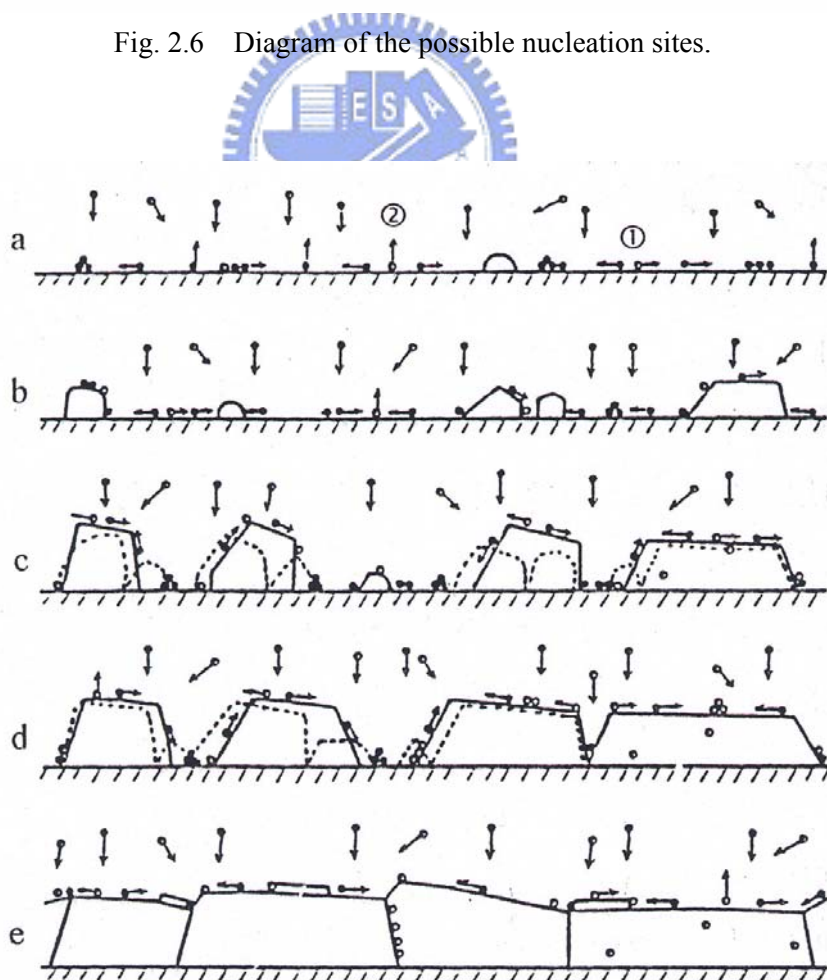 Fig. 2.6 Diagram of the possible nucleation sites.
E S A
a
②
①
b
c
d
e